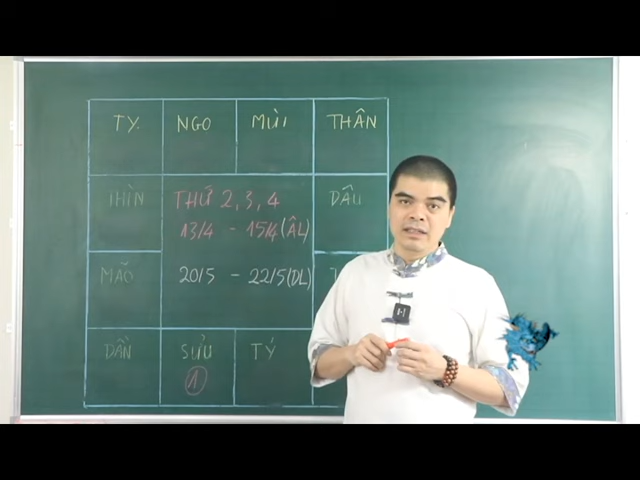 TỴ NGỌ MÙI THÂN
THÌN THỨ 2, 3, 4 DẬU
13/4 - 15/4 (ÂL)
MÃO 20/5 - 22/5 (DL)
DẦN SỬU TÝ
1